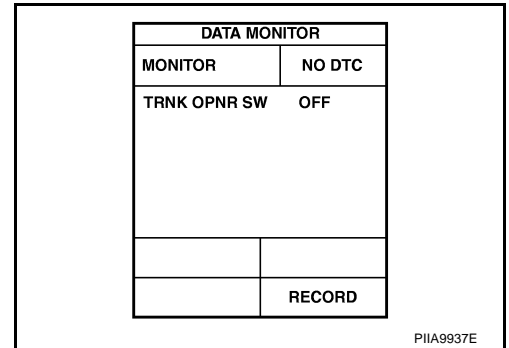 DATA MONITOR
MONITOR NO DTC
TRNK OPNR SW OFF
RECORD
PIIA9937E